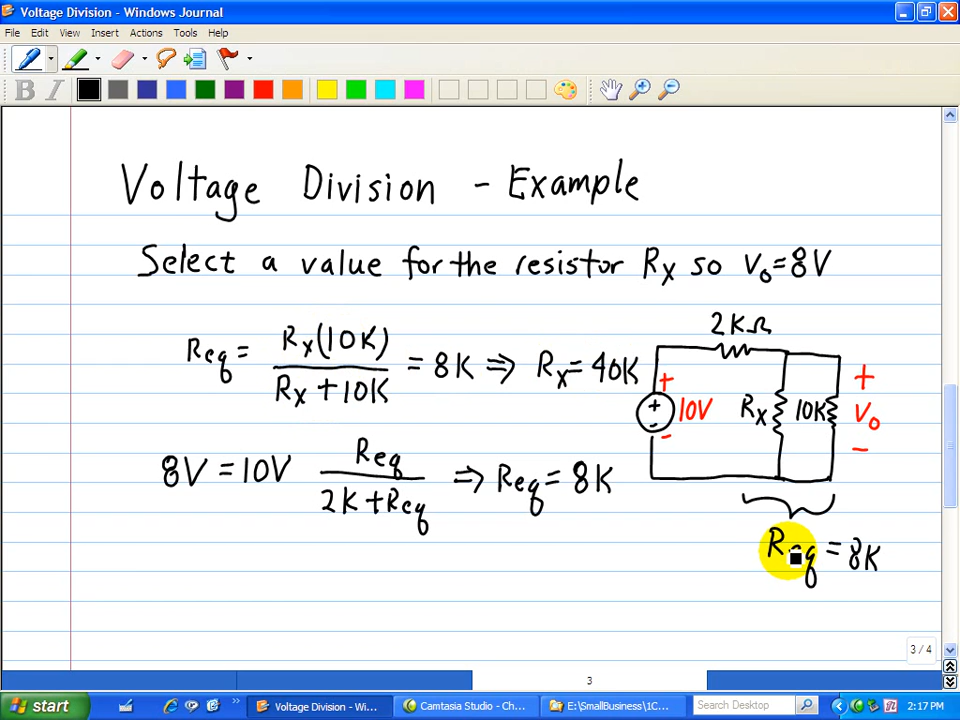 Voltage Division - Windows Journal
File Edit View Insert Actions Tools Help
B I
Voltage Division - Example
Select a value for the resistor Rx so vo=8V
Req = Rx(10K) / Rx + 10K = 8K ⇒ Rx = 40K
8V = 10V Req / 2K + Req ⇒ Req = 8K
2KΩ
+
+ - 10V
-
Rx
10K
+
vo
-
Req = 8K
3 / 4
3
start
Voltage Division - Wi...
Camtasia Studio - Ch...
E:\SmallBusiness\1C...
Search Desktop
2:17 PM